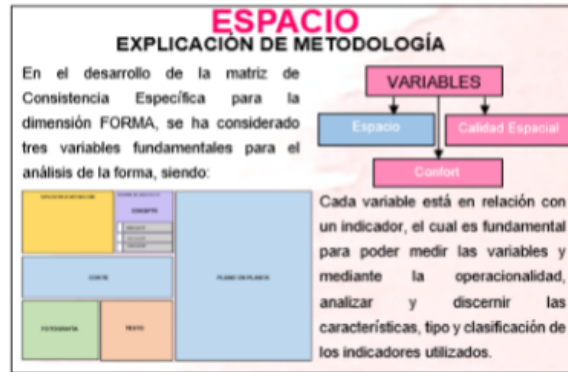 ESPACIO
EXPLICACIÓN DE METODOLOGÍA
En el desarrollo de la matriz de
Consistencia Específica para la
dimensión FORMA, se ha considerado
tres variables fundamentales para el
análisis de la forma, siendo:
VARIABLES
Espacio
Calidad Espacial
Confort
CONCEPTO
PLANO EN PLANTA
FOTOGRAFÍA
TEXTO
Cada variable está en relación con
un indicador, el cual es fundamental
para poder medir las variables y
mediante la operacionalidad,
analizar y discernir las
características, tipo y clasificación de
los indicadores utilizados.